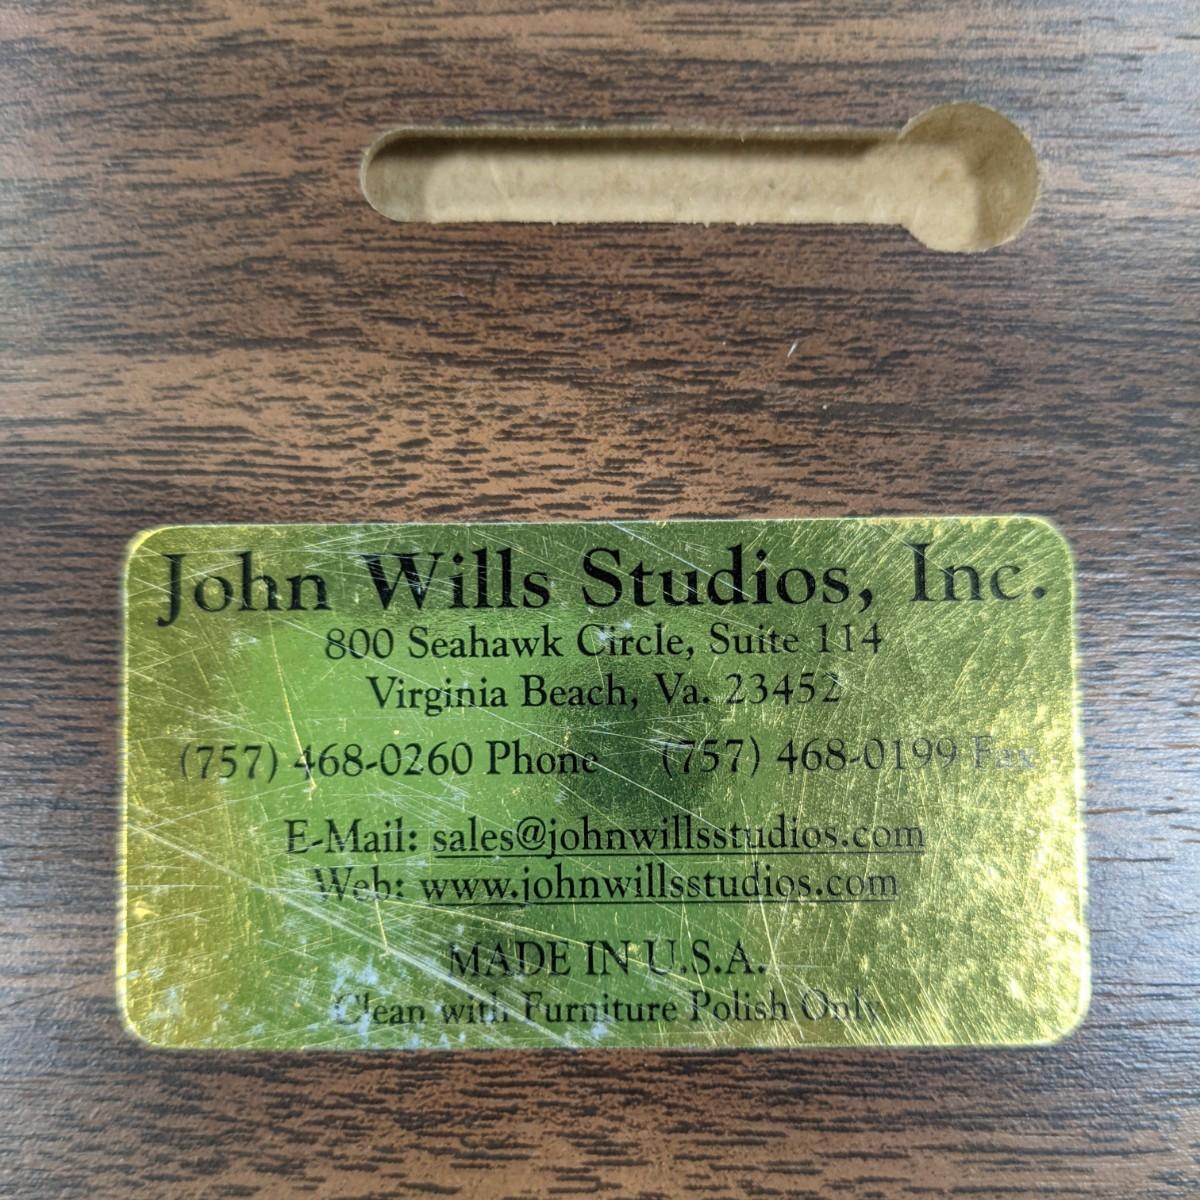 John Wills Studios, Inc.
800 Seahawk Circle, Suite 114
Virginia Beach, Va. 23452
(757) 468-0260 Phone (757) 468-0199 Fax
E-Mail: sales@johnwillsstudios.com
Web: www.johnwillsstudios.com
MADE IN U.S.A.
Clean with Furniture Polish Only